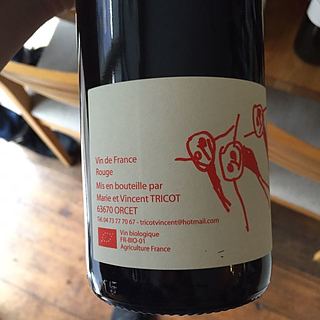 Vin de France
Rouge
Mis en bouteille par
Marie et Vincent TRICOT
63670 ORCET
Tél. 04 73 77 70 67 - tricotvincent@hotmail.com
Vin biologique
FR-BIO-01
Agriculture France